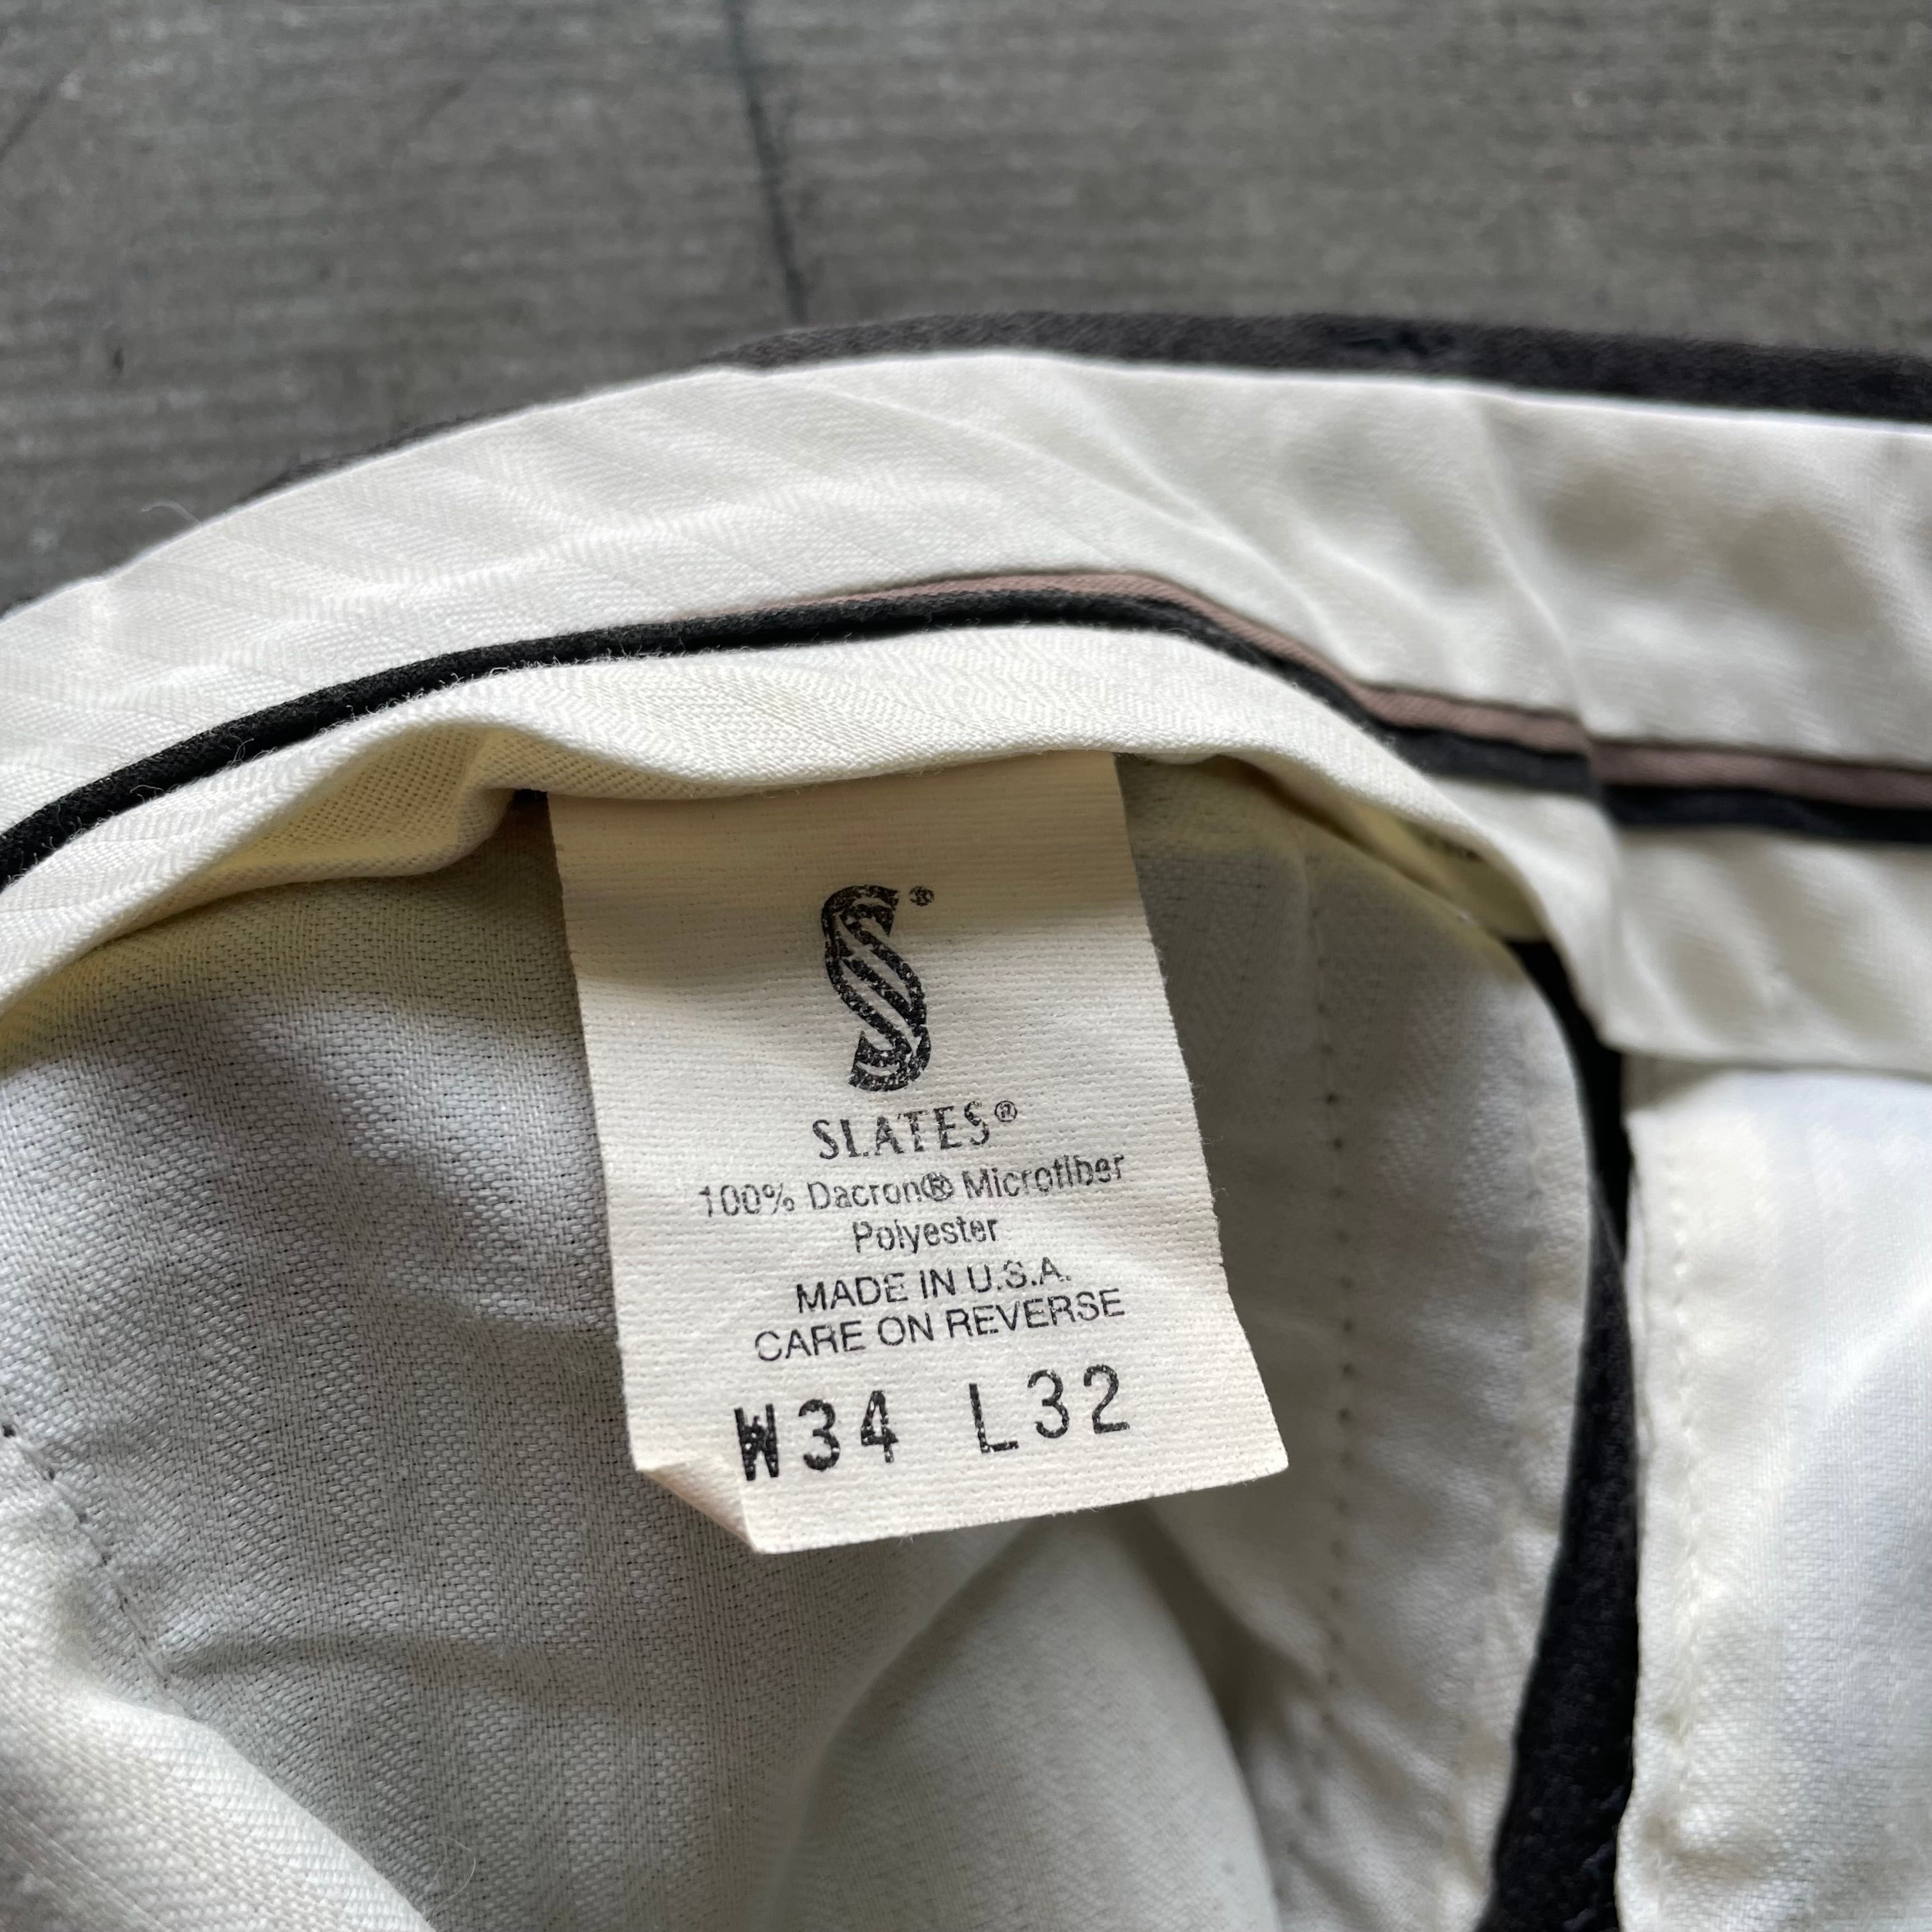 S®
SLATES®
100% Dacron® Microfiber
Polyester
MADE IN U.S.A.
CARE ON REVERSE
W34 L32